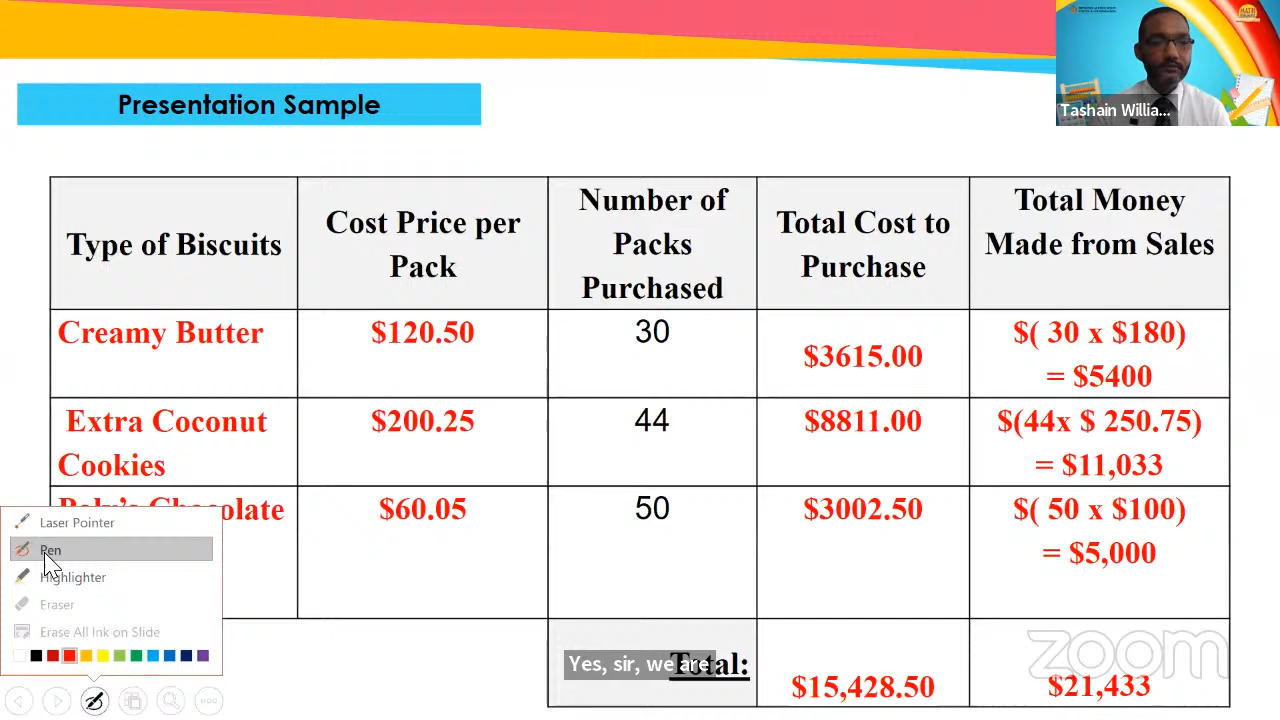 Presentation Sample
Tashain Willia...
Type of Biscuits
Cost Price per
Pack
Number of
Packs
Purchased
Total Cost to
Purchase
Total Money
Made from Sales
Creamy Butter
$120.50
30
$3615.00
$( 30 x $180)
= $5400
Extra Coconut
Cookies
$200.25
44
$8811.00
$(44x $ 250.75)
= $11,033
Chocolate
$60.05
50
$3002.50
$( 50 x $100)
= $5,000
Laser Pointer
Pen
Highlighter
Eraser
Erase All Ink on Slide
Total:
Yes, sir, we are
$15,428.50
$21,433
zoom